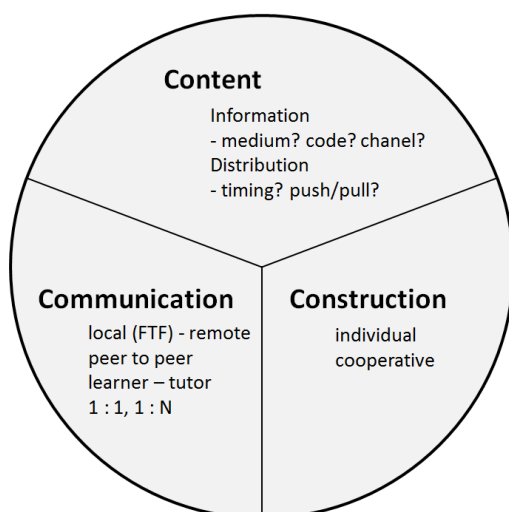 Content
Information
- medium? code? chanel?
Distribution
- timing? push/pull?
Communication
local (FTF) - remote
peer to peer
learner – tutor
1 : 1, 1 : N
Construction
individual
cooperative